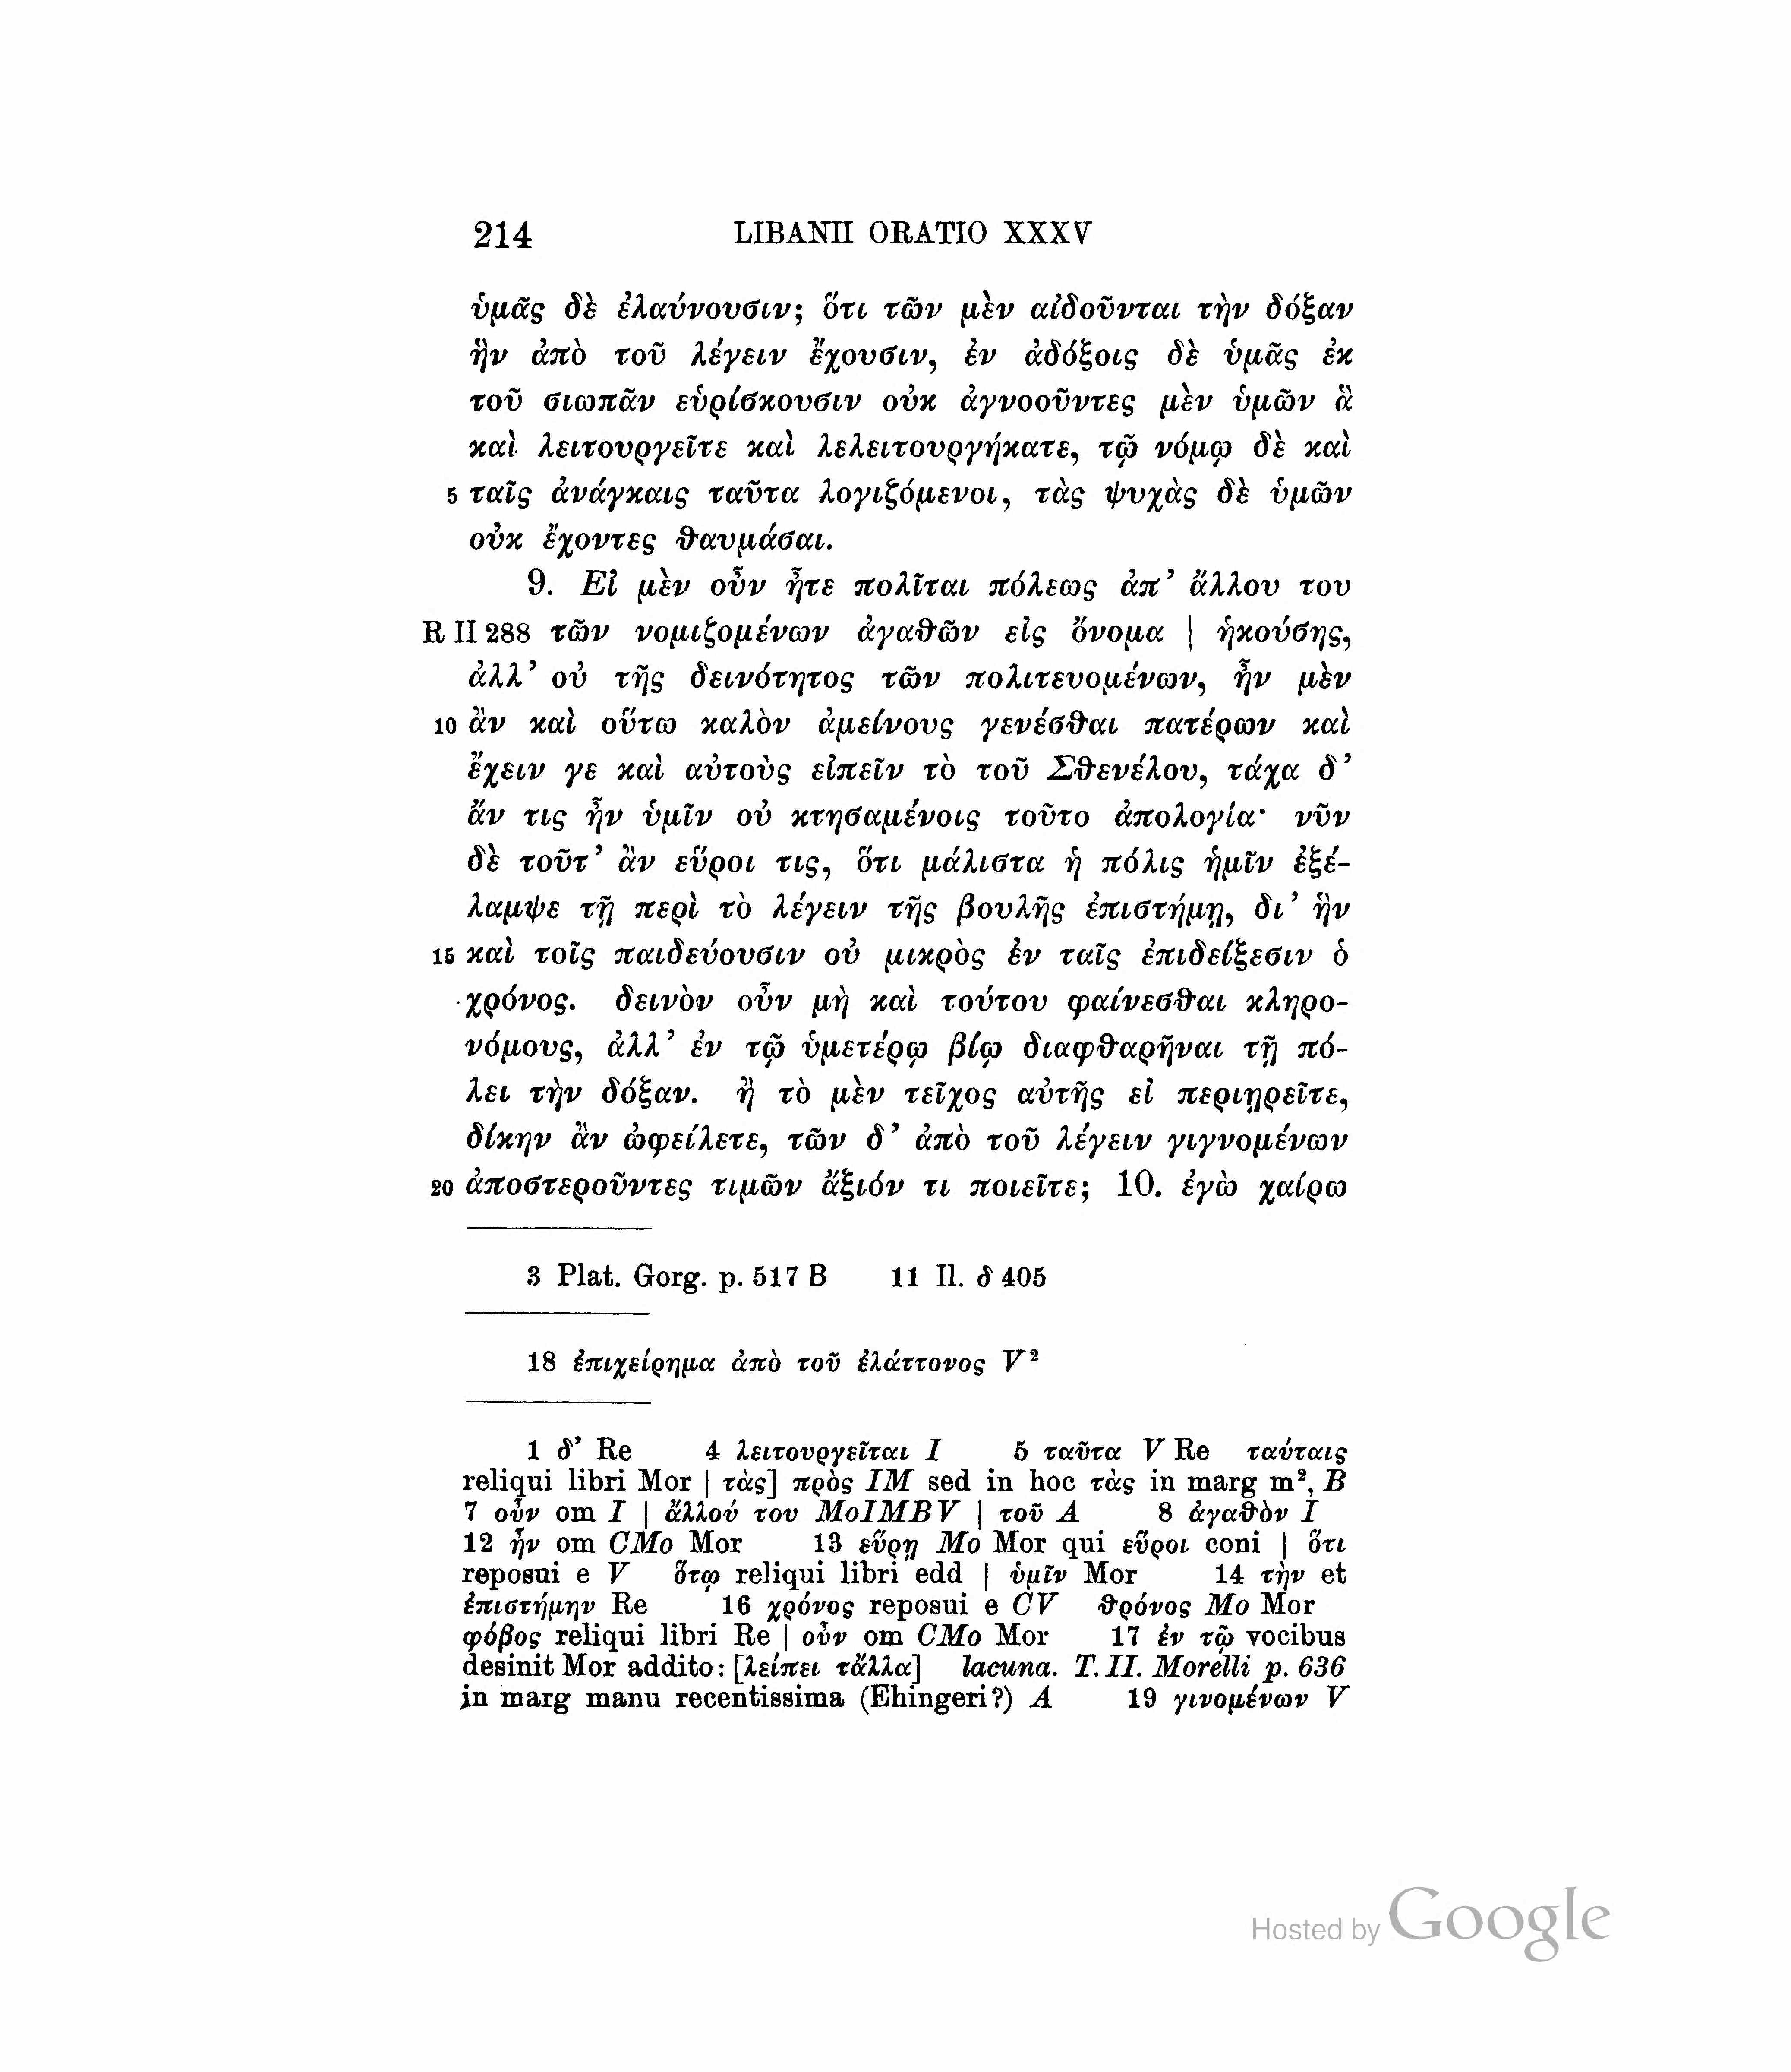 214 LIBANII ORATIO XXXV
ὑμᾶς δὲ ἐλαύνουσιν; ὅτι τῶν μὲν αἰδοῦνται τὴν δόξαν
ἣν ἀπὸ τοῦ λέγειν ἔχουσιν, ἐν ἀδόξοις δὲ ὑμᾶς ἐκ
τοῦ σιωπᾶν εὑρίσκουσιν οὐκ ἀγνοοῦντες μὲν ὑμῶν ἃ
καὶ λειτουργεῖτε καὶ λελειτουργήκατε, τῷ νόμῳ δὲ καὶ
5 ταῖς ἀνάγκαις ταῦτα λογιζόμενοι, τὰς ψυχὰς δὲ ὑμῶν
οὐκ ἔχοντες θαυμάσαι.
9. Εἰ μὲν οὖν ἦτε πολῖται πόλεως ἀπ’ ἄλλου του
R II 288 τῶν νομιζομένων ἀγαθῶν εἰς ὄνομα | ἡκούσης,
ἀλλ’ οὐ τῆς δεινότητος τῶν πολιτευομένων, ἦν μὲν
10 ἂν καὶ οὕτω καλὸν ἀμείνους γενέσθαι πατέρων καὶ
ἔχειν γε καὶ αὐτοὺς εἰπεῖν τὸ τοῦ Σθενέλου, τάχα δ’
ἄν τις ἦν ὑμῖν οὐ κτησαμένοις τοῦτο ἀπολογία· νῦν
δὲ τοῦτ’ ἂν εὕροι τις, ὅτι μάλιστα ἡ πόλις ἡμῖν ἐξέ-
λαμψε τῇ περὶ τὸ λέγειν τῆς βουλῆς ἐπιστήμῃ, δι’ ἣν
15 καὶ τοῖς παιδεύουσιν οὐ μικρὸς ἐν ταῖς ἐπιδείξεσιν ὁ
χρόνος. δεινὸν οὖν μὴ καὶ τούτου φαίνεσθαι κληρο-
νόμους, ἀλλ’ ἐν τῷ ὑμετέρῳ βίῳ διαφθαρῆναι τῇ πό-
λει τὴν δόξαν. ἢ τὸ μὲν τεῖχος αὐτῆς εἰ περιῃρεῖτε,
δίκην ἂν ὠφείλετε, τῶν δ’ ἀπὸ τοῦ λέγειν γιγνομένων
20 ἀποστεροῦντες τιμῶν ἄξιόν τι ποιεῖτε; 10. ἐγὼ χαίρω
3 Plat. Gorg. p. 517 B 11 Il. δ 405
18 ἐπιχείρημα ἀπὸ τοῦ ἐλάττονος V²
1 δ’ Re 4 λειτουργεῖται I 5 ταῦτα V Re ταύταις
reliqui libri Mor | τὰς] πρὸς IM sed in hoc τὰς in marg m², B
7 οὖν om I | ἄλλού του MoIMBV | τοῦ A 8 ἀγαθὸν I
12 ἦν om CMo Mor 13 εὕρῃ Mo Mor qui εὕροι coni | ὅτι
reposui e V ὅτῳ reliqui libri edd | ὑμῖν Mor 14 τὴν et
ἐπιστήμην Re 16 χρόνος reposui e CV θρόνος Mo Mor
φόβος reliqui libri Re | οὖν om CMo Mor 17 ἐν τῷ vocibus
desinit Mor addito: [λείπει τἄλλα] lacuna. T. II. Morelli p. 636
in marg manu recentissima (Ehingeri?) A 19 γινομένων V
Hosted by Google